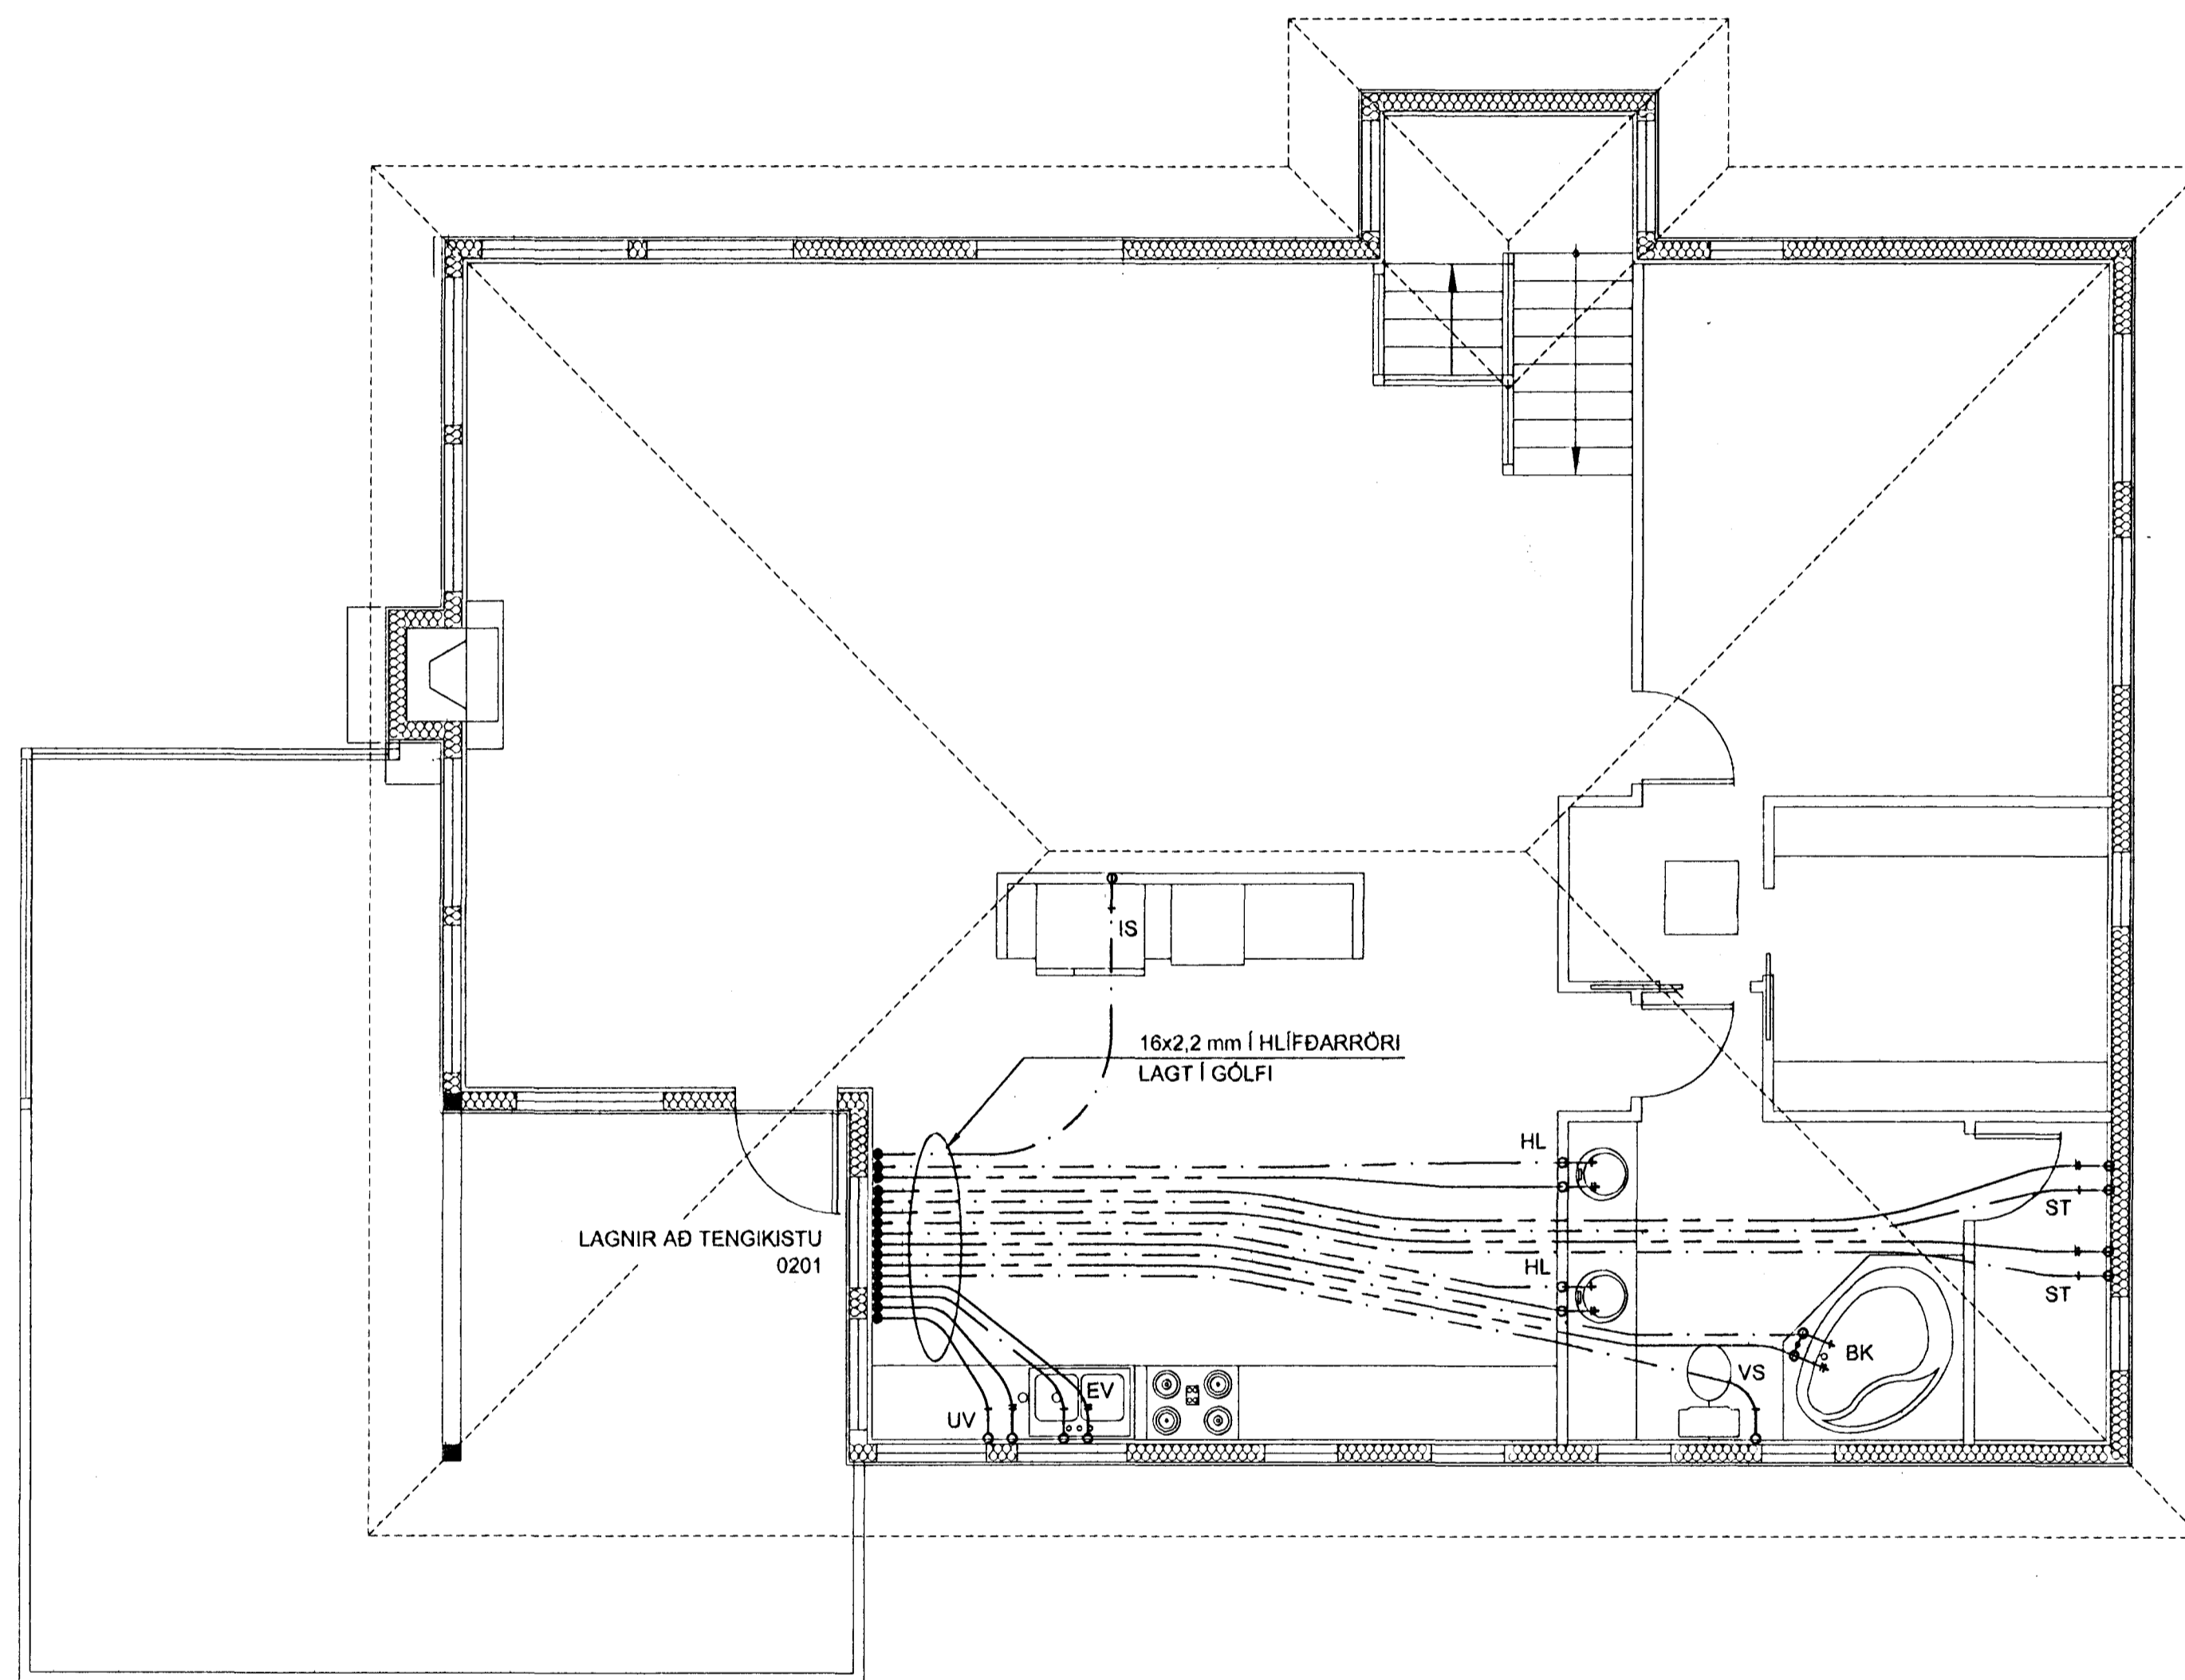 IS
16x2,2 mm Í HLÍFÐARRÖRI
LAGT Í GÓLFI
HL
ST
LAGNIR AÐ TENGIKISTU
0201
HL
ST
BK
VS
EV
UV